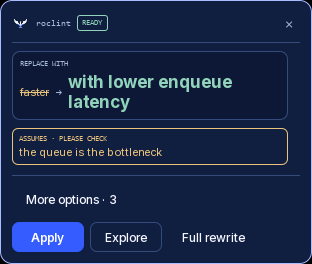 roclint READY ×
REPLACE WITH
faster → with lower enqueue
latency
ASSUMES · PLEASE CHECK
the queue is the bottleneck
More options · 3
Apply Explore Full rewrite